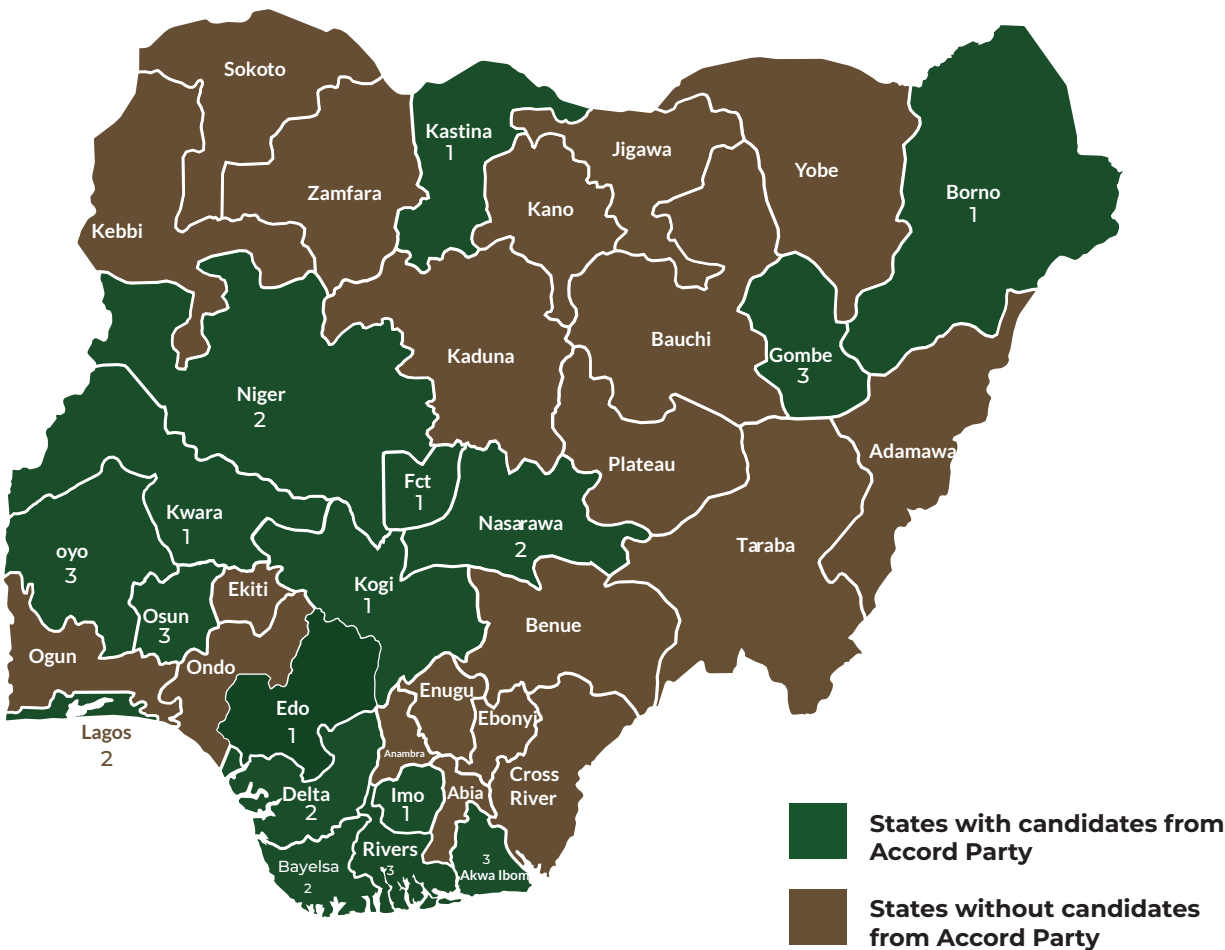 Sokoto
Kastina
1
Jigawa
Yobe
Zamfara
Kano
Borno
1
Kebbi
Bauchi
Kaduna
Gombe
3
Niger
2
Adamawa
Plateau
Fct
1
Kwara
1
Nasarawa
2
Taraba
oyo
3
Kogi
1
Ekiti
Osun
3
Benue
Ogun
Ondo
Enugu
Edo
1
Ebonyi
Lagos
2
Anambra
Cross
River
Delta
2
Imo
1
Abia
Rivers
3
Bayelsa
2
3
Akwa Ibom
States with candidates from
Accord Party
States without candidates
from Accord Party